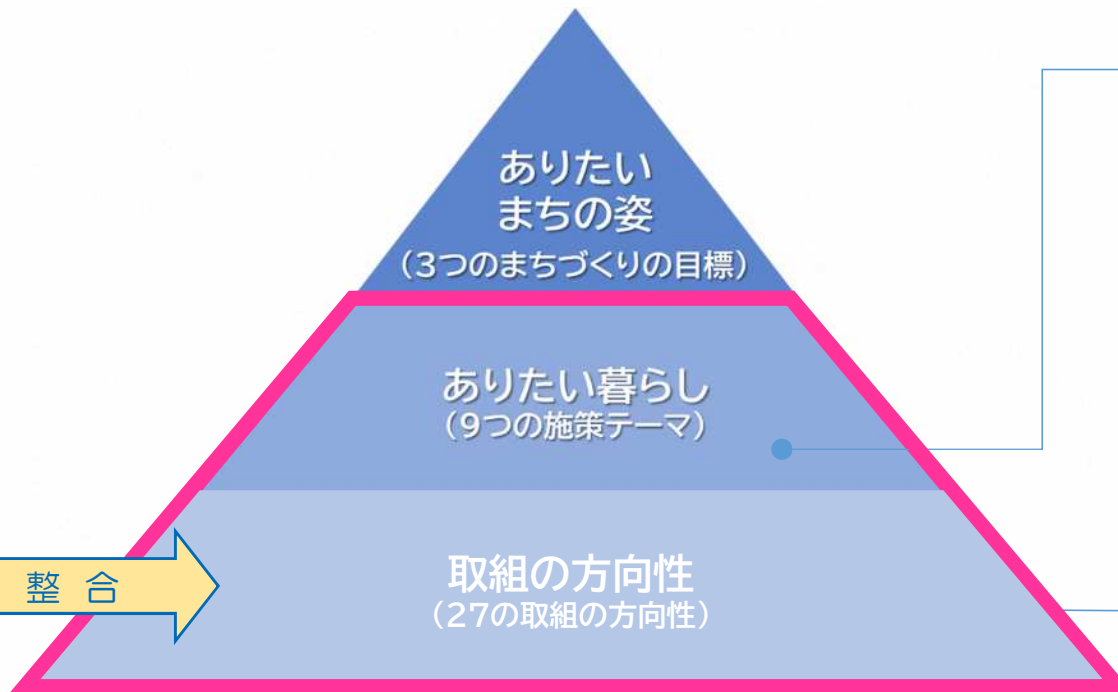 ありたい
まちの姿
（3つのまちづくりの目標）
ありたい暮らし
（9つの施策テーマ）
整 合
取組の方向性
（27の取組の方向性）